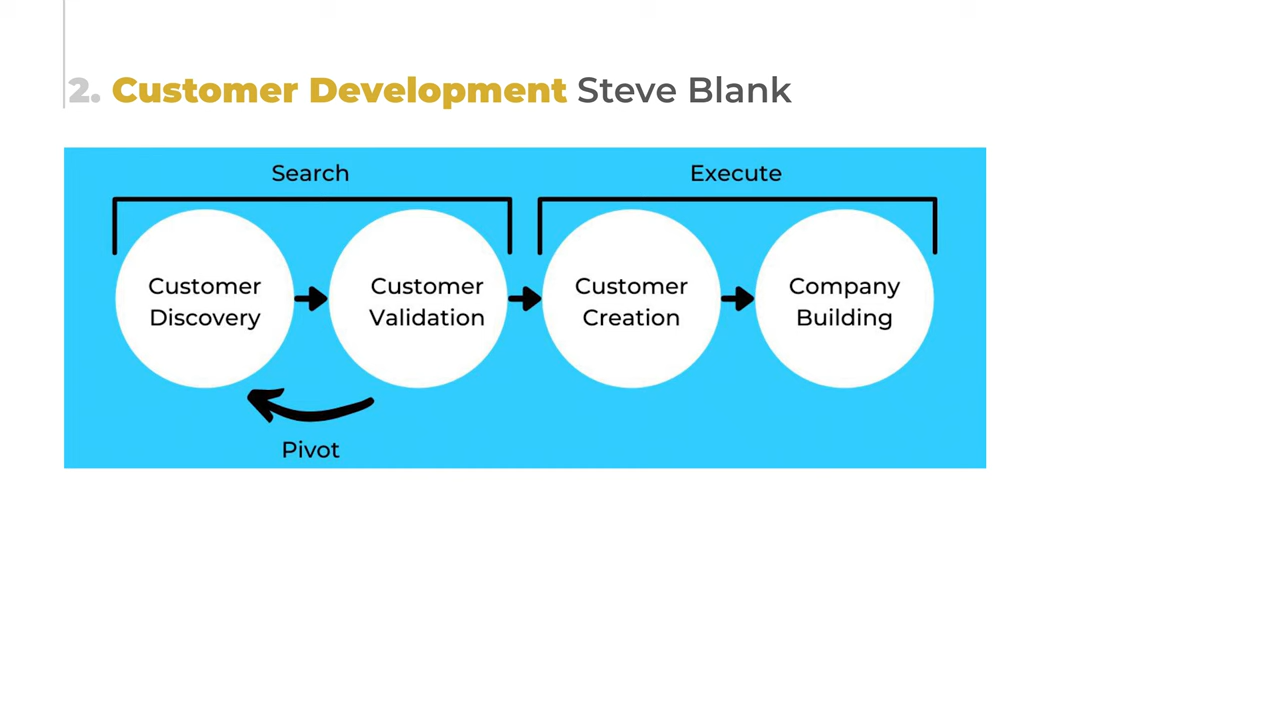 2. Customer Development Steve Blank
Search
Execute
Customer
Discovery
Customer
Validation
Customer
Creation
Company
Building
Pivot